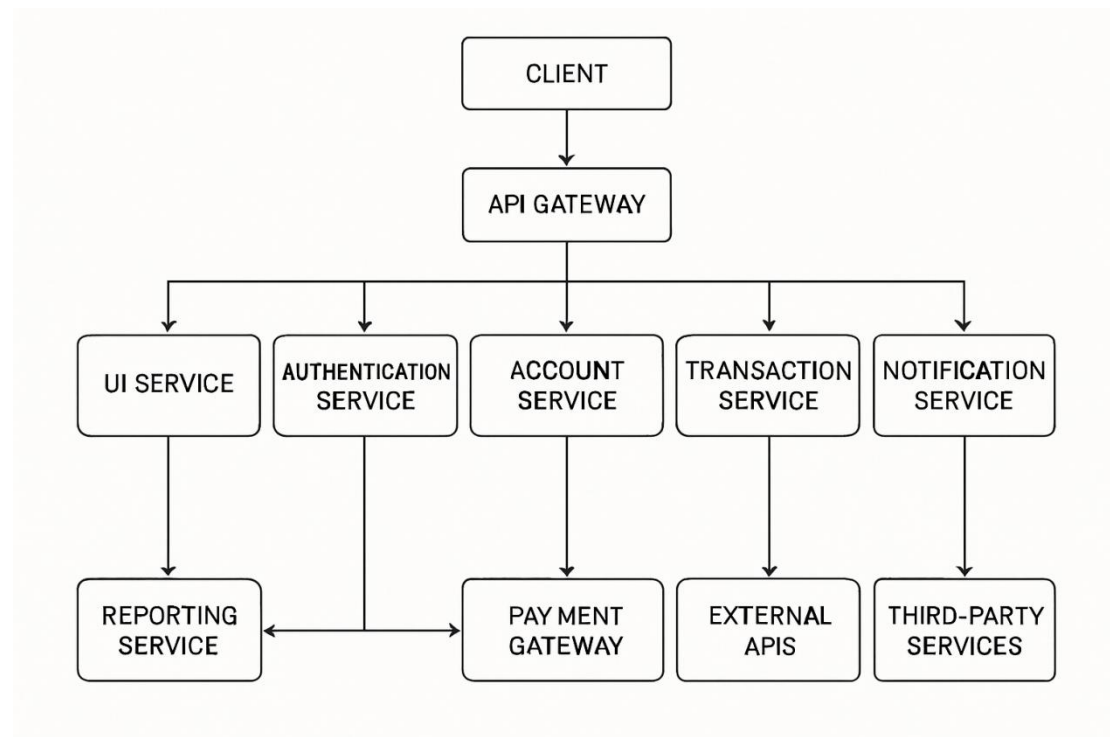 CLIENT
API GATEWAY
UI SERVICE
AUTHENTICATION
SERVICE
ACCOUNT
SERVICE
TRANSACTION
SERVICE
NOTIFICATION
SERVICE
REPORTING
SERVICE
PAY MENT
GATEWAY
EXTERNAL
APIS
THIRD-PARTY
SERVICES